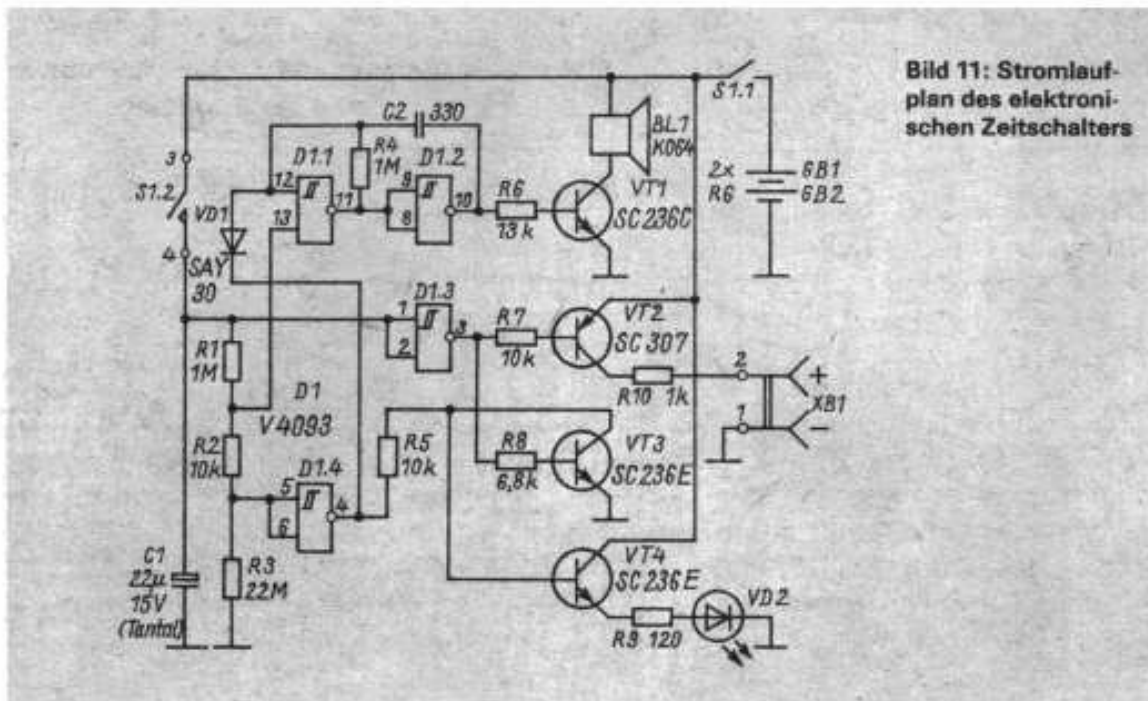 Bild 11: Stromlauf-
plan des elektroni-
schen Zeitschalters
S1.1
C2
330
BL1
K064
R4
1M
D1.1
D1.2
3
12
9
2x
R6
GB1
GB2
S1.2
VD1
11
10
R6
13k
VT1
SC236C
13
8
4
SAY
30
1
D1.3
3
R7
10k
VT2
SC307
2
R1
1M
2
+
R10
1k
XB1
D1
V4093
1
-
R2
10k
R5
10k
R8
6,8k
VT3
SC236E
D1.4
5
4
6
C1
22µ
15V
(Tantal)
R3
22M
VT4
SC236E
VD2
R9
120